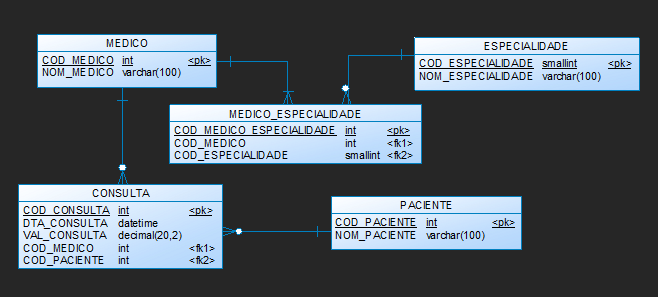 MEDICO
COD_MEDICO int <pk>
NOM_MEDICO varchar(100)
ESPECIALIDADE
COD_ESPECIALIDADE smallint <pk>
NOM_ESPECIALIDADE varchar(100)
MEDICO_ESPECIALIDADE
COD_MEDICO_ESPECIALIDADE int <pk>
COD_MEDICO int <fk1>
COD_ESPECIALIDADE smallint <fk2>
CONSULTA
COD_CONSULTA int <pk>
DTA_CONSULTA datetime
VAL_CONSULTA decimal(20,2)
COD_MEDICO int <fk1>
COD_PACIENTE int <fk2>
PACIENTE
COD_PACIENTE int <pk>
NOM_PACIENTE varchar(100)